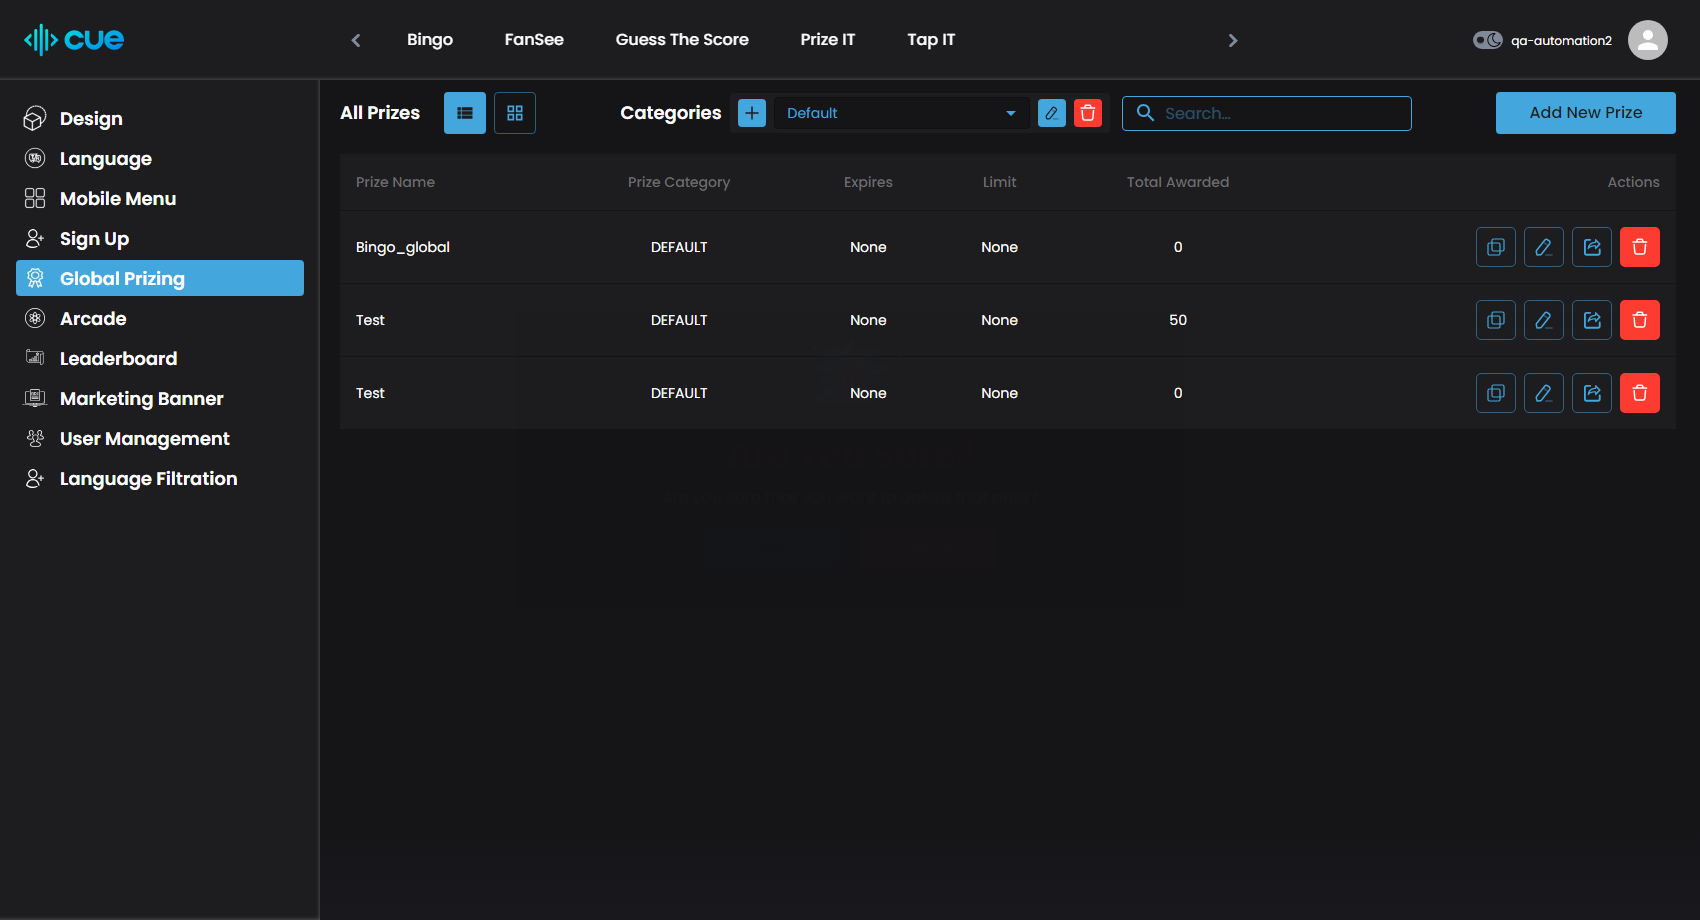 cue
Bingo FanSee Guess The Score Prize IT Tap IT
qa-automation2
Design
Language
Mobile Menu
Sign Up
Global Prizing
Arcade
Leaderboard
Marketing Banner
User Management
Language Filtration
All Prizes
Categories
Default
Search...
Add New Prize
Prize Name Prize Category Expires Limit Total Awarded Actions
Bingo_global DEFAULT None None 0
Test DEFAULT None None 50
Test DEFAULT None None 0